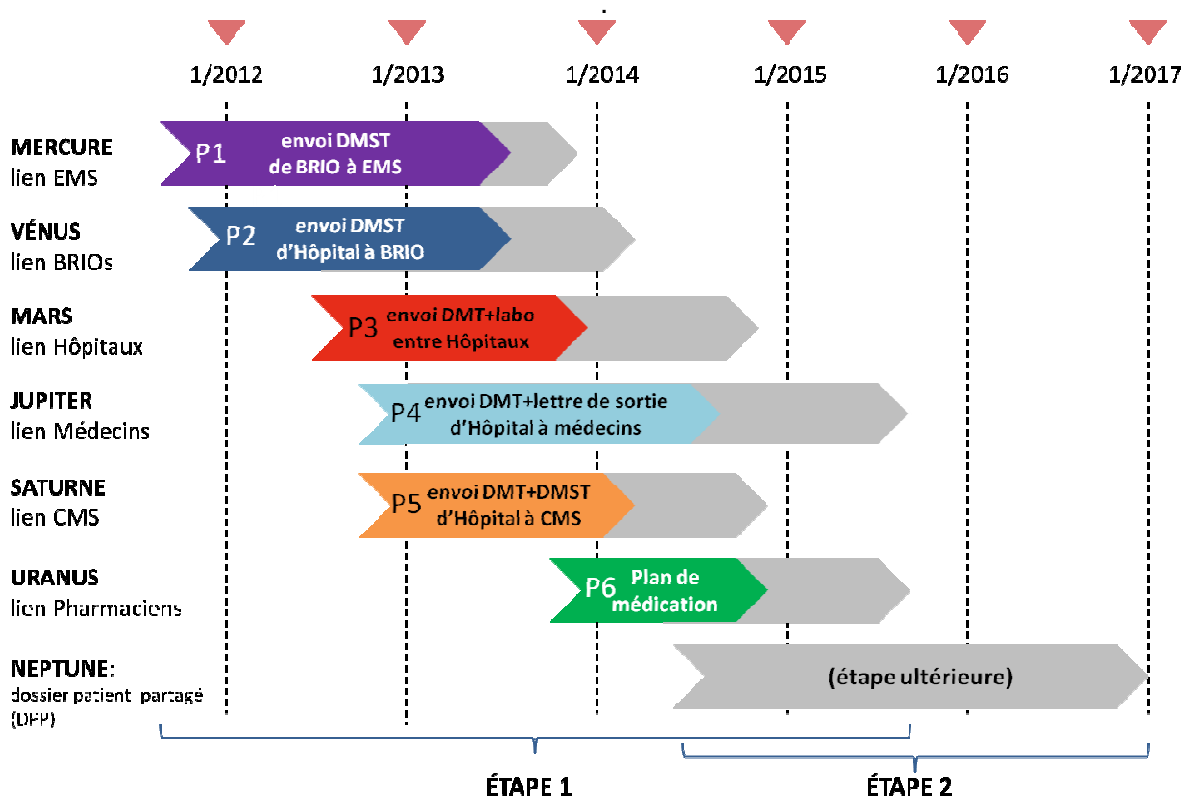 1/2012 1/2013 1/2014 1/2015 1/2016 1/2017
MERCURE
lien EMS
P1
envoi DMST
de BRIO à EMS
VÉNUS
lien BRIOs
P2
envoi DMST
d'Hôpital à BRIO
MARS
lien Hôpitaux
P3
envoi DMT+labo
entre Hôpitaux
JUPITER
lien Médecins
P4
envoi DMT+lettre de sortie
d'Hôpital à médecins
SATURNE
lien CMS
P5
envoi DMT+DMST
d'Hôpital à CMS
URANUS
lien Pharmaciens
P6
Plan de
médication
NEPTUNE:
dossier patient partagé
(DPP)
(étape ultérieure)
ÉTAPE 1
ÉTAPE 2